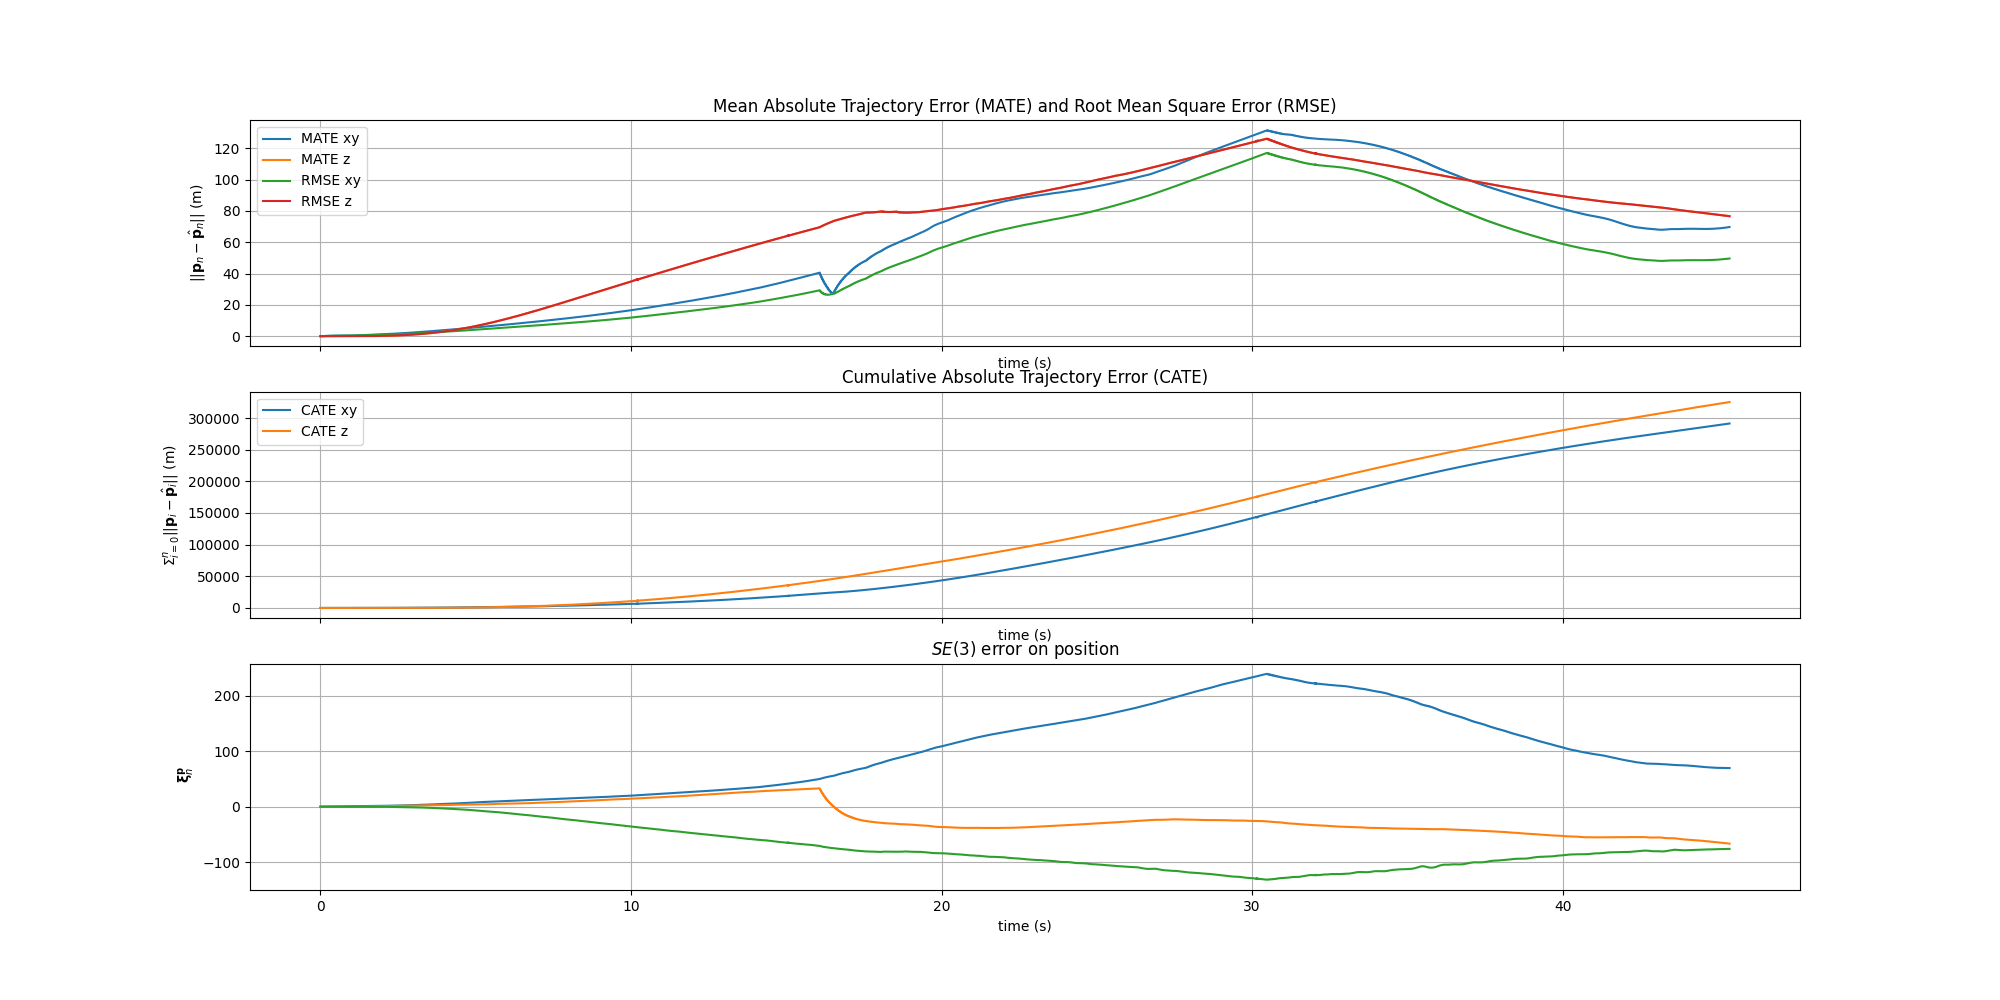 Mean Absolute Trajectory Error (MATE) and Root Mean Square Error (RMSE)
||𝐩ₙ − 𝐩̂ₙ|| (m)
120
100
80
60
40
20
0
MATE xy
MATE z
RMSE xy
RMSE z
time (s)
Cumulative Absolute Trajectory Error (CATE)
Σⁿᵢ₌₀||𝐩ᵢ − 𝐩̂ᵢ|| (m)
300000
250000
200000
150000
100000
50000
0
CATE xy
CATE z
time (s)
SE(3) error on position
𝛏ₙᵖ
200
100
0
−100
0 10 20 30 40
time (s)